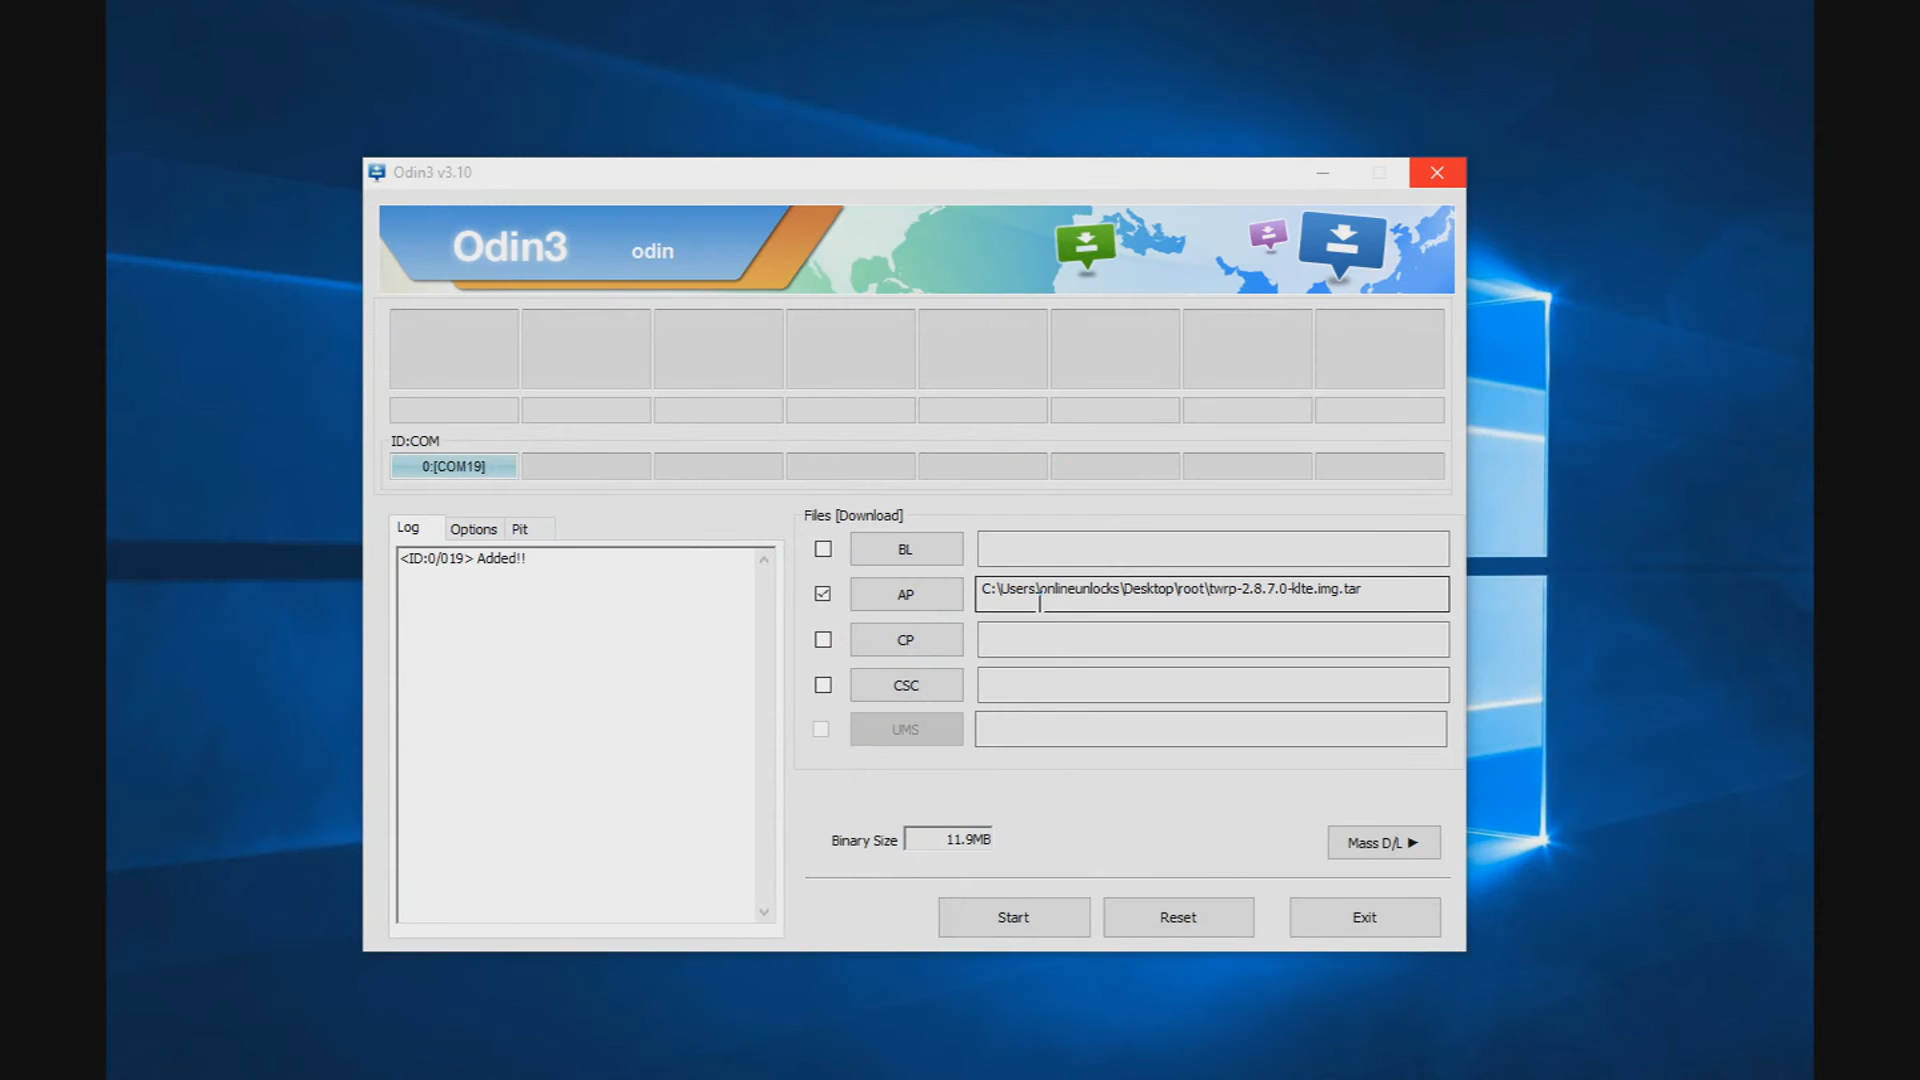 Odin3 v3.10
Odin3 odin
ID:COM
0:[COM19]
Log Options Pit
<ID:0/019> Added!!
Files [Download]
BL
AP C:\Users\onlineunlocks\Desktop\root\twrp-2.8.7.0-klte.img.tar
CP
CSC
UMS
Binary Size 11.9MB
Mass D/L ►
Start Reset Exit